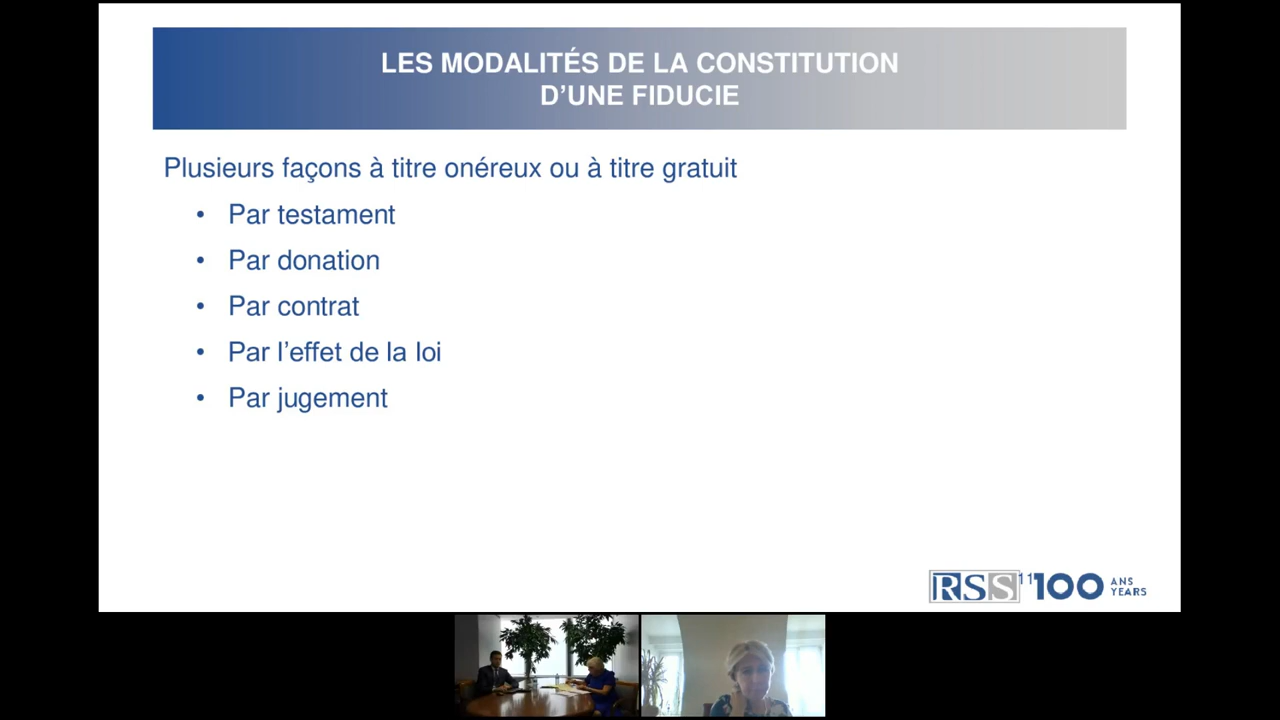 LES MODALITÉS DE LA CONSTITUTION
D’UNE FIDUCIE
Plusieurs façons à titre onéreux ou à titre gratuit
• Par testament
• Par donation
• Par contrat
• Par l’effet de la loi
• Par jugement
RSS 11 100 ANS
YEARS